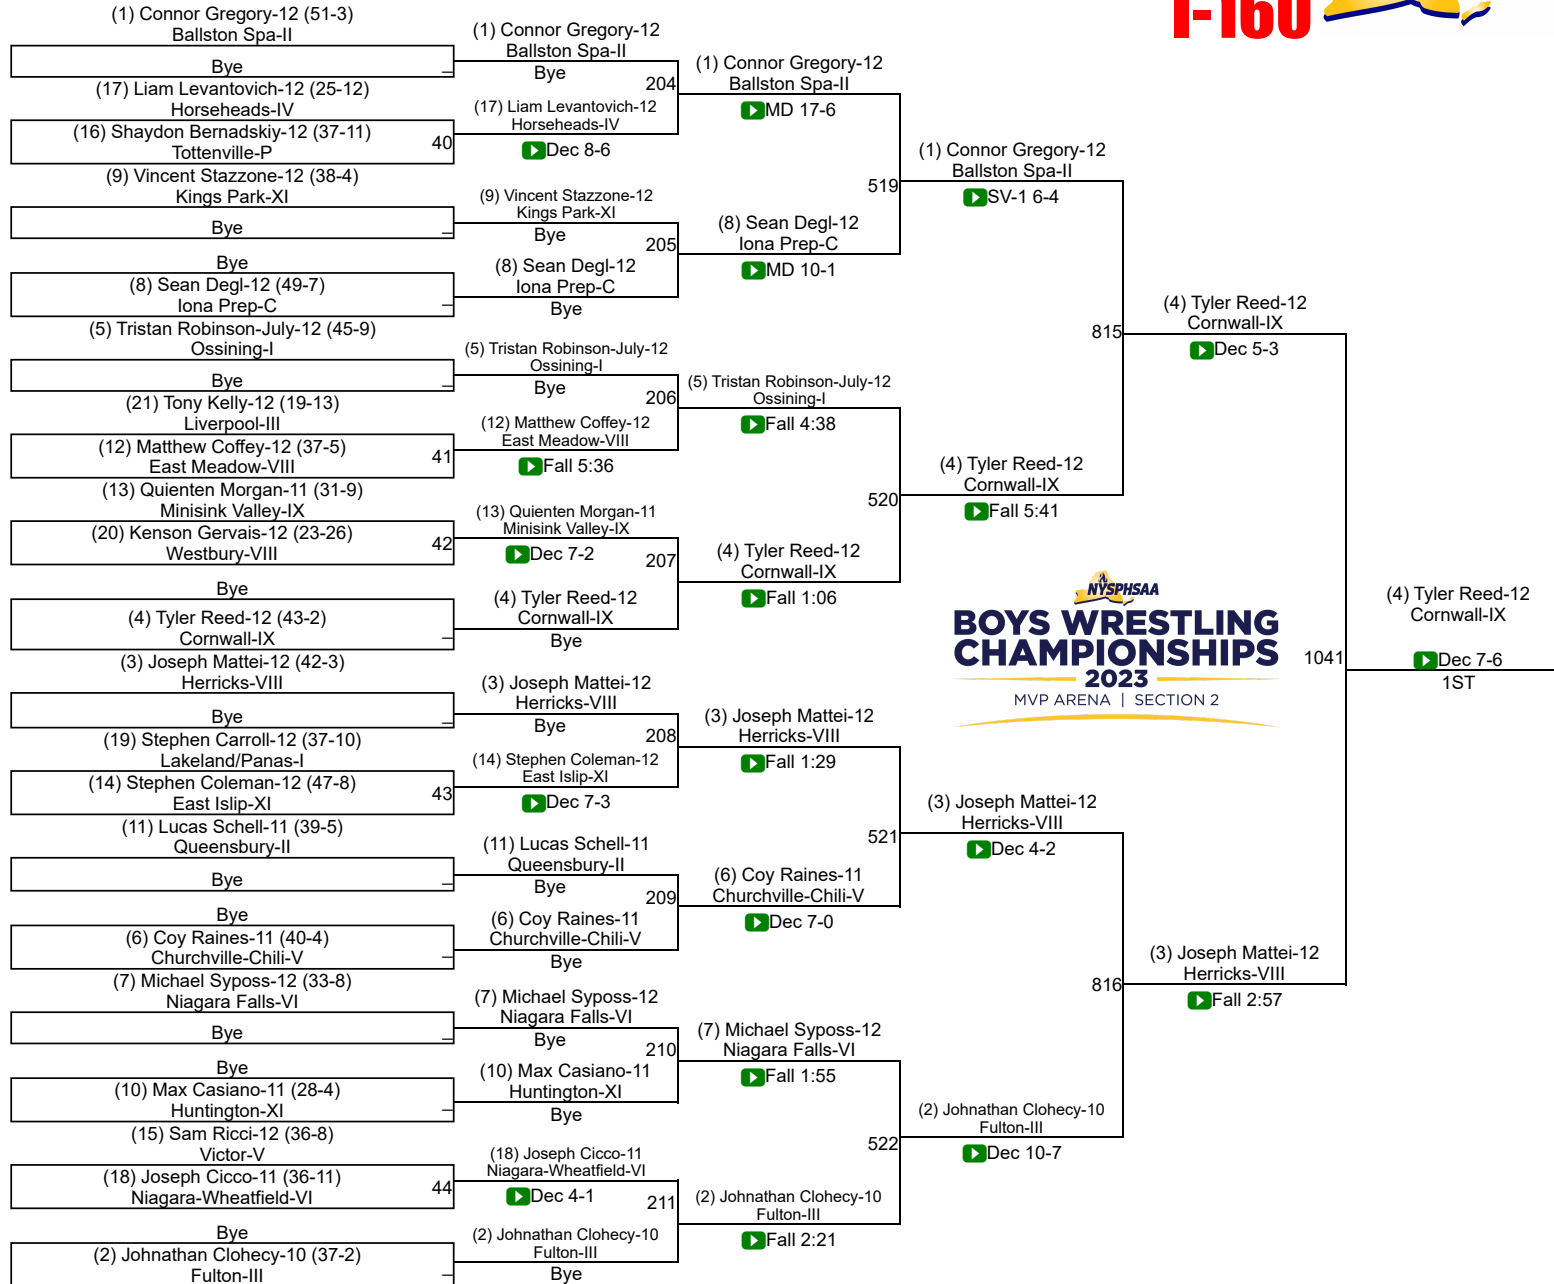 I-160
(1) Connor Gregory-12 (51-3)
Ballston Spa-II
Bye
_
(17) Liam Levantovich-12 (25-12)
Horseheads-IV
(16) Shaydon Bernadskiy-12 (37-11)
Tottenville-P
40
(9) Vincent Stazzone-12 (38-4)
Kings Park-XI
Bye
_
Bye
(8) Sean Degl-12 (49-7)
Iona Prep-C
_
(5) Tristan Robinson-July-12 (45-9)
Ossining-I
Bye
_
(21) Tony Kelly-12 (19-13)
Liverpool-III
(12) Matthew Coffey-12 (37-5)
East Meadow-VIII
41
(13) Quienten Morgan-11 (31-9)
Minisink Valley-IX
(20) Kenson Gervais-12 (23-26)
Westbury-VIII
42
Bye
(4) Tyler Reed-12 (43-2)
Cornwall-IX
_
(3) Joseph Mattei-12 (42-3)
Herricks-VIII
Bye
_
(19) Stephen Carroll-12 (37-10)
Lakeland/Panas-I
(14) Stephen Coleman-12 (47-8)
East Islip-XI
43
(11) Lucas Schell-11 (39-5)
Queensbury-II
Bye
_
Bye
(6) Coy Raines-11 (40-4)
Churchville-Chili-V
_
(7) Michael Syposs-12 (33-8)
Niagara Falls-VI
Bye
_
Bye
(10) Max Casiano-11 (28-4)
Huntington-XI
_
(15) Sam Ricci-12 (36-8)
Victor-V
(18) Joseph Cicco-11 (36-11)
Niagara-Wheatfield-VI
44
Bye
(2) Johnathan Clohecy-10 (37-2)
Fulton-III
_
(1) Connor Gregory-12
Ballston Spa-II
Bye
204
(17) Liam Levantovich-12
Horseheads-IV
Dec 8-6
(9) Vincent Stazzone-12
Kings Park-XI
Bye
205
(8) Sean Degl-12
Iona Prep-C
Bye
(5) Tristan Robinson-July-12
Ossining-I
Bye
206
(12) Matthew Coffey-12
East Meadow-VIII
Fall 5:36
(13) Quienten Morgan-11
Minisink Valley-IX
Dec 7-2
207
(4) Tyler Reed-12
Cornwall-IX
Bye
(3) Joseph Mattei-12
Herricks-VIII
Bye
208
(14) Stephen Coleman-12
East Islip-XI
Dec 7-3
(11) Lucas Schell-11
Queensbury-II
Bye
209
(6) Coy Raines-11
Churchville-Chili-V
Bye
(7) Michael Syposs-12
Niagara Falls-VI
Bye
210
(10) Max Casiano-11
Huntington-XI
Bye
(18) Joseph Cicco-11
Niagara-Wheatfield-VI
Dec 4-1
211
(2) Johnathan Clohecy-10
Fulton-III
Bye
(1) Connor Gregory-12
Ballston Spa-II
MD 17-6
519
(8) Sean Degl-12
Iona Prep-C
MD 10-1
(5) Tristan Robinson-July-12
Ossining-I
Fall 4:38
520
(4) Tyler Reed-12
Cornwall-IX
Fall 1:06
(3) Joseph Mattei-12
Herricks-VIII
Fall 1:29
521
(6) Coy Raines-11
Churchville-Chili-V
Dec 7-0
(7) Michael Syposs-12
Niagara Falls-VI
Fall 1:55
522
(2) Johnathan Clohecy-10
Fulton-III
Fall 2:21
(1) Connor Gregory-12
Ballston Spa-II
SV-1 6-4
815
(4) Tyler Reed-12
Cornwall-IX
Fall 5:41
(3) Joseph Mattei-12
Herricks-VIII
Dec 4-2
816
(2) Johnathan Clohecy-10
Fulton-III
Dec 10-7
(4) Tyler Reed-12
Cornwall-IX
Dec 5-3
NYSPHSAA
BOYS WRESTLING
CHAMPIONSHIPS
2023
MVP ARENA | SECTION 2
1041
(3) Joseph Mattei-12
Herricks-VIII
Fall 2:57
(4) Tyler Reed-12
Cornwall-IX
Dec 7-6
1ST